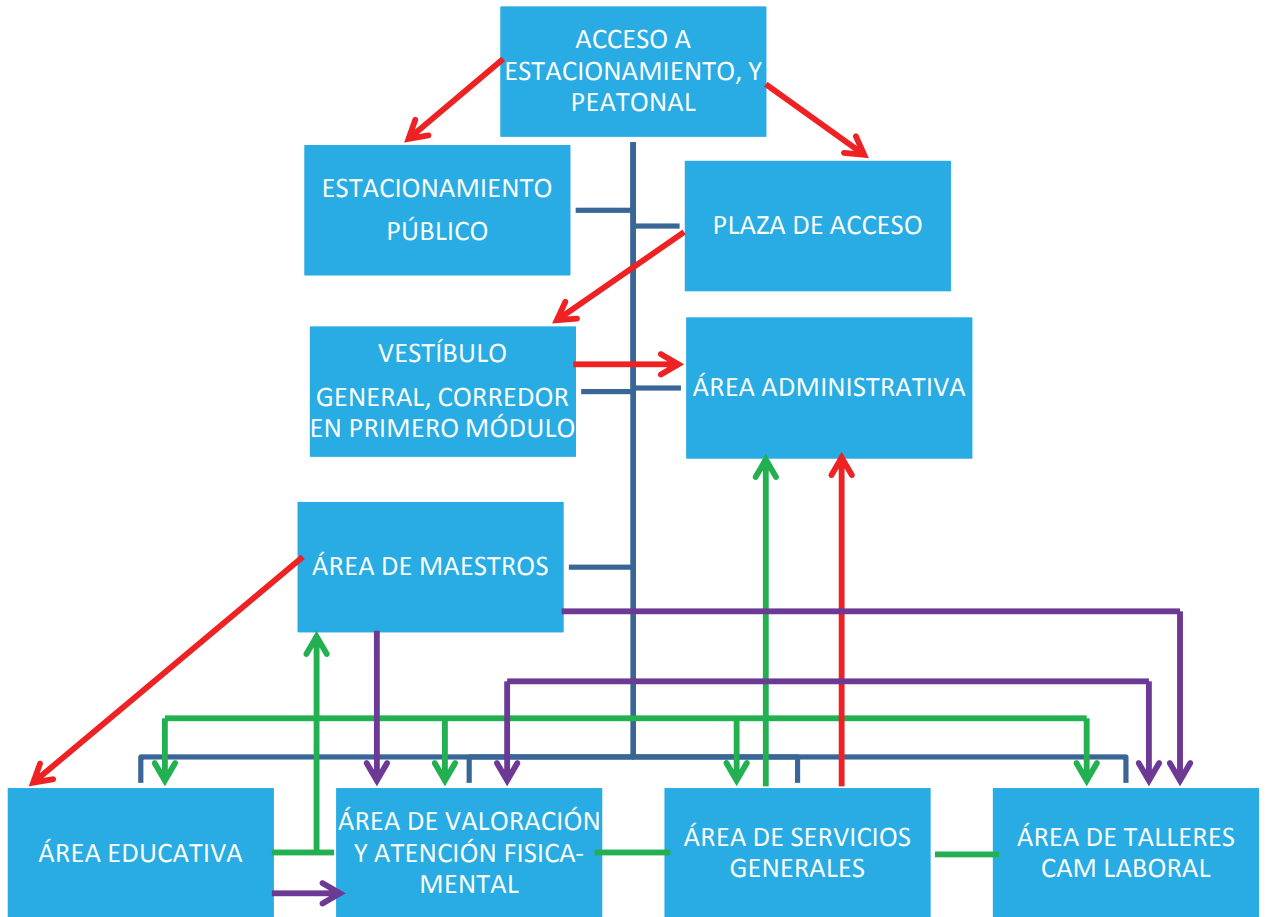 ACCESO A
ESTACIONAMIENTO, Y
PEATONAL
ESTACIONAMIENTO
PÚBLICO
PLAZA DE ACCESO
VESTÍBULO
GENERAL, CORREDOR
EN PRIMERO MÓDULO
ÁREA ADMINISTRATIVA
ÁREA DE MAESTROS
ÁREA EDUCATIVA
ÁREA DE VALORACIÓN
Y ATENCIÓN FISICA-
MENTAL
ÁREA DE SERVICIOS
GENERALES
ÁREA DE TALLERES
CAM LABORAL